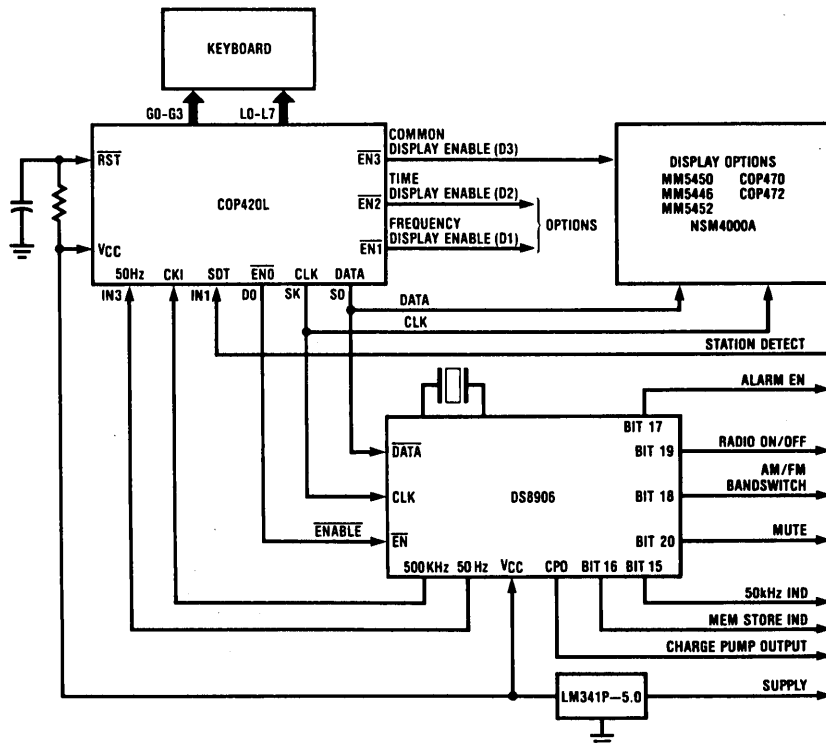 KEYBOARD
G0-G3 L0-L7
COMMON
DISPLAY ENABLE (D3)
RST
EN3
DISPLAY OPTIONS
MM5450 COP470
MM5446 COP472
MM5452
NSM4000A
TIME
DISPLAY ENABLE (D2)
COP420L
EN2
OPTIONS
FREQUENCY
DISPLAY ENABLE (D1)
VCC
EN1
50Hz CKI SDT EN0 CLK DATA
IN3 IN1 D0 SK SO
DATA
CLK
STATION DETECT
ALARM EN
BIT 17
DATA
BIT 19
RADIO ON/OFF
AM/FM
BANDSWITCH
CLK
DS8906
BIT 18
MUTE
ENABLE
EN
BIT 20
500KHz 50Hz VCC CPO BIT 16 BIT 15
50kHz IND
MEM STORE IND
CHARGE PUMP OUTPUT
SUPPLY
LM341P-5.0